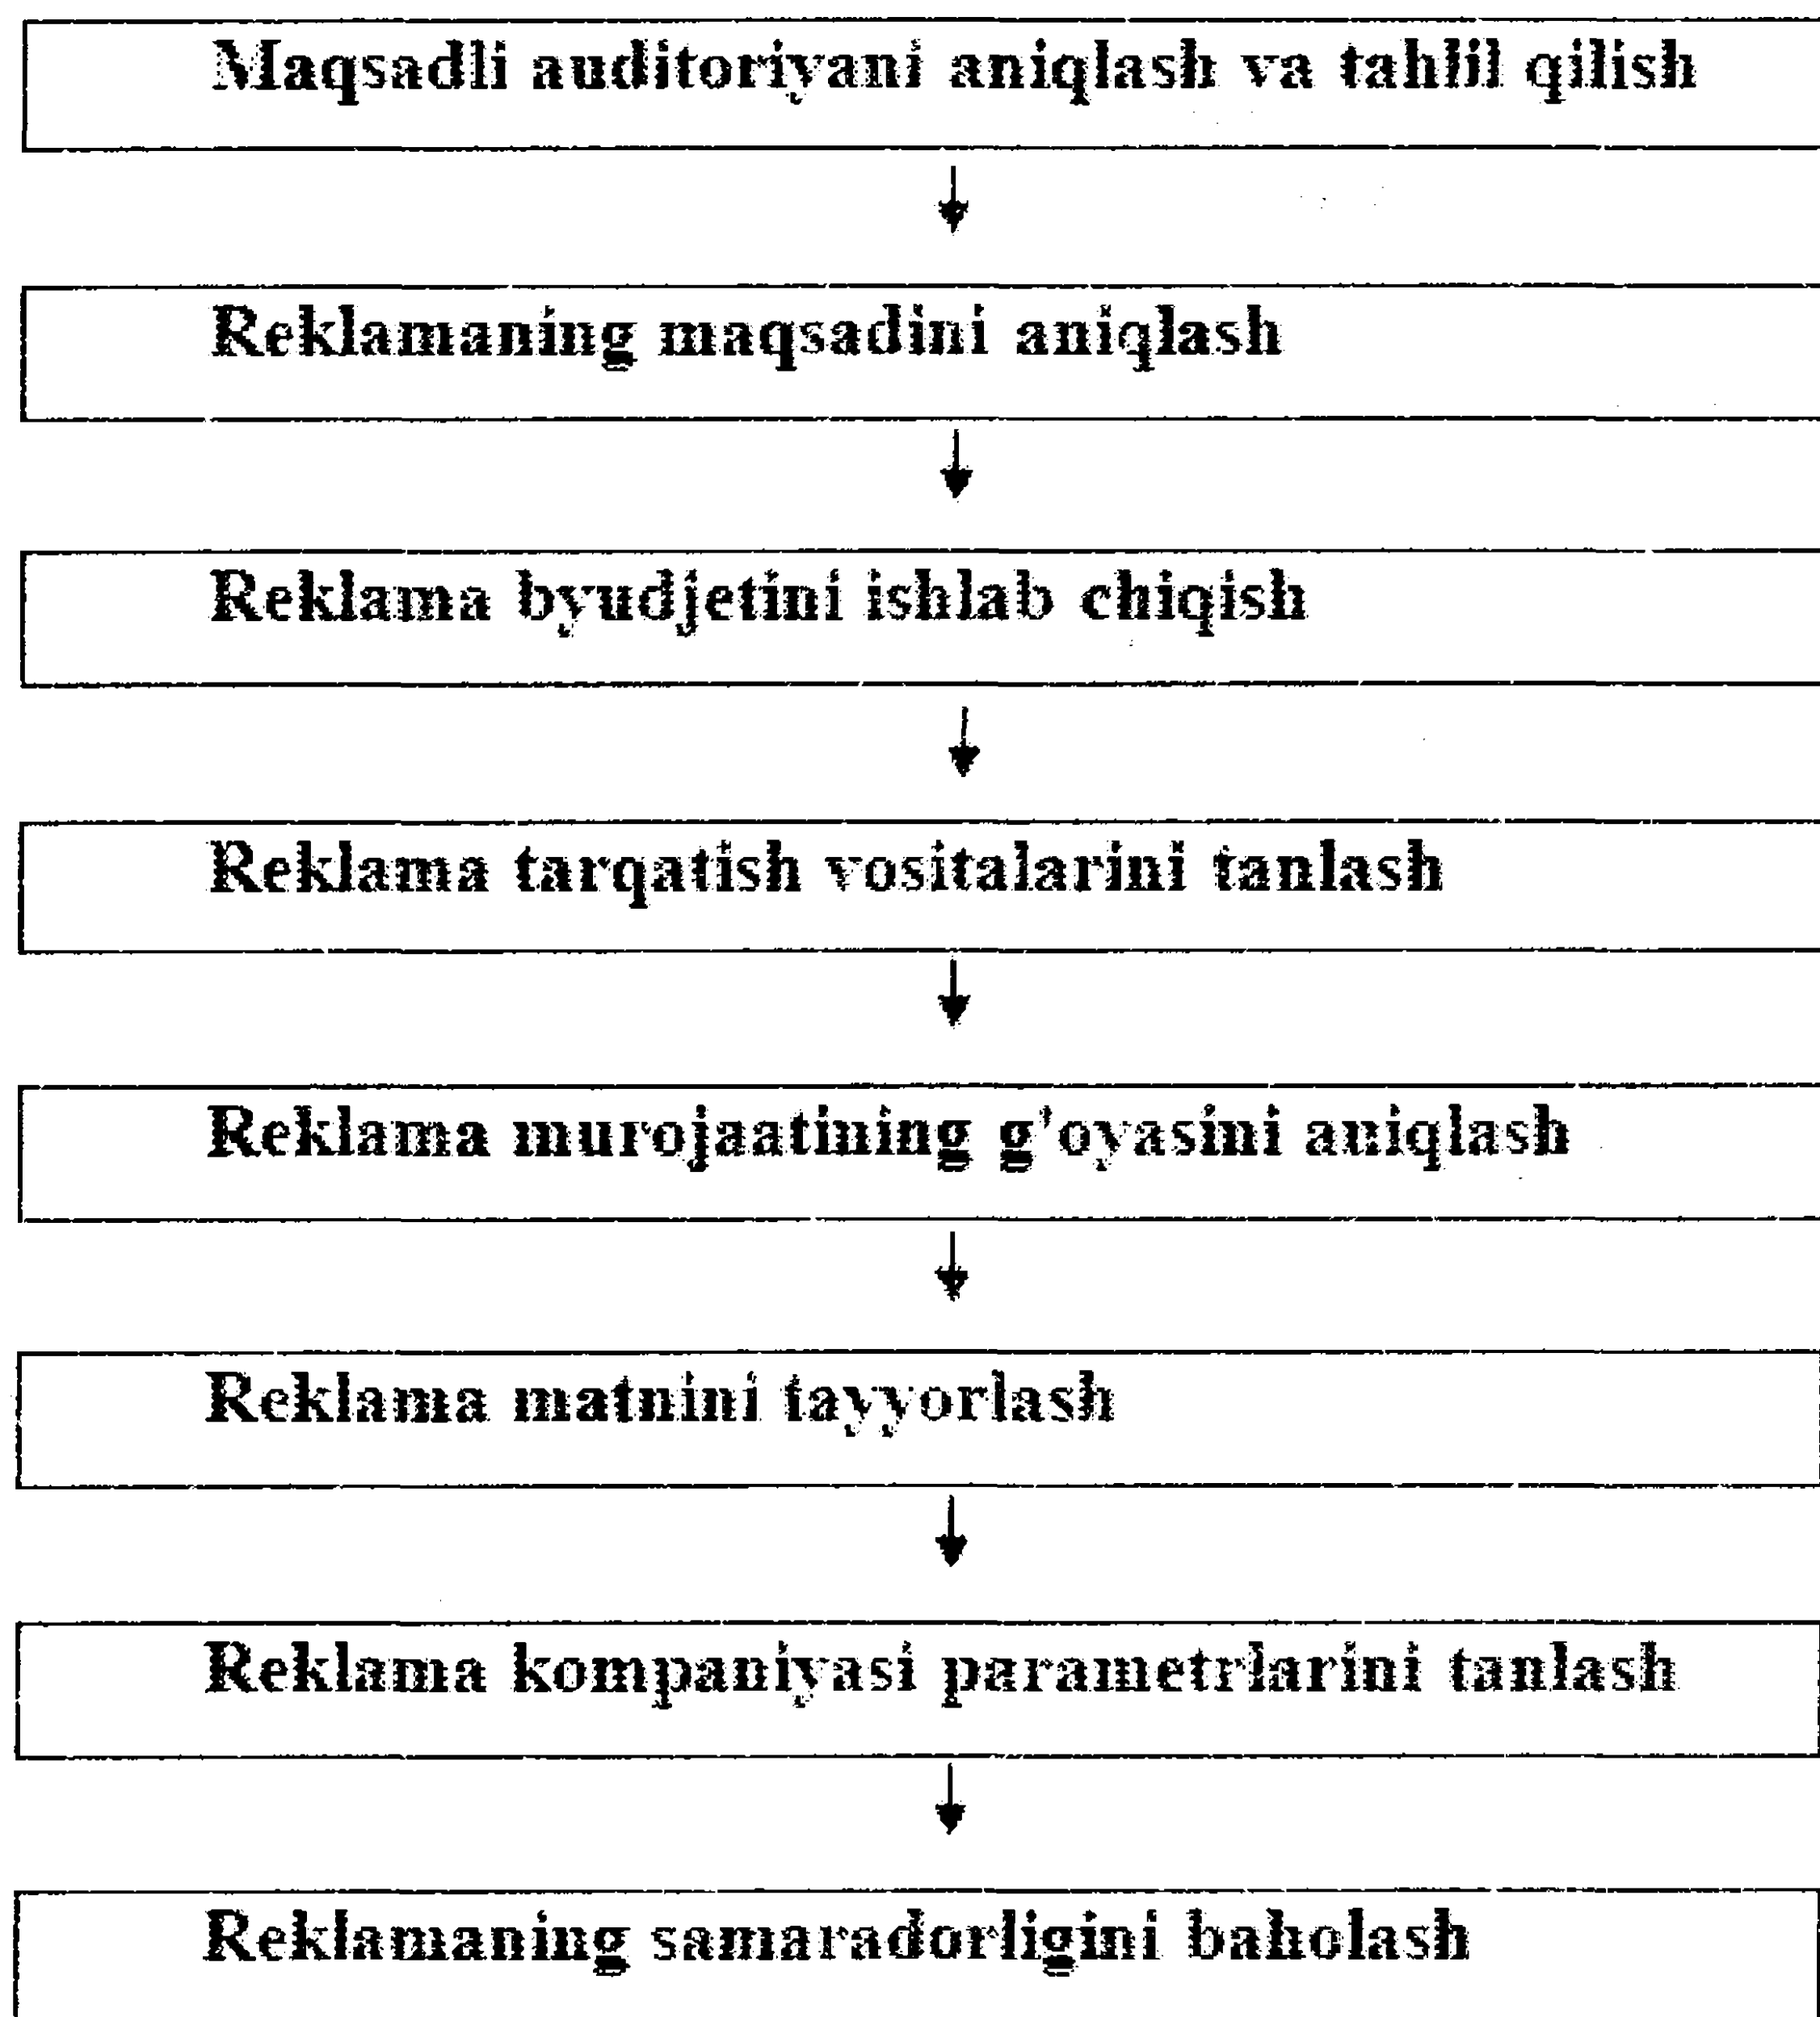 Maqsadli auditoriyani aniqlash va tahlil qilish
Reklamaning maqsadini aniqlash
Reklama byudjetini ishlab chiqish
Reklama tarqatish vositalarini tanlash
Reklama murojaatining g'oyasini aniqlash
Reklama matnini tayyorlash
Reklama kompaniyasi parametrlarini tanlash
Reklamaning samaradorligini baholash